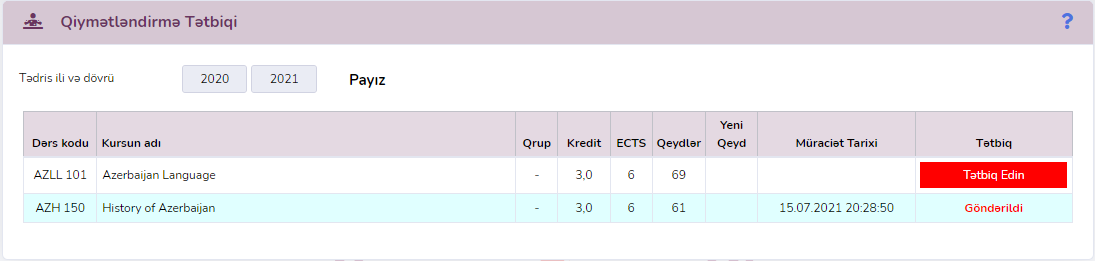 Qiymətləndirmə Tətbiqi ?
Tədris ili və dövrü 2020 2021 Payız
Dərs kodu Kursun adı Qrup Kredit ECTS Qeydlər Yeni Qeyd Müraciət Tarixi Tətbiq
AZLL 101 Azerbaijan Language - 3,0 6 69 Tətbiq Edin
AZH 150 History of Azerbaijan - 3,0 6 61 15.07.2021 20:28:50 Göndərildi